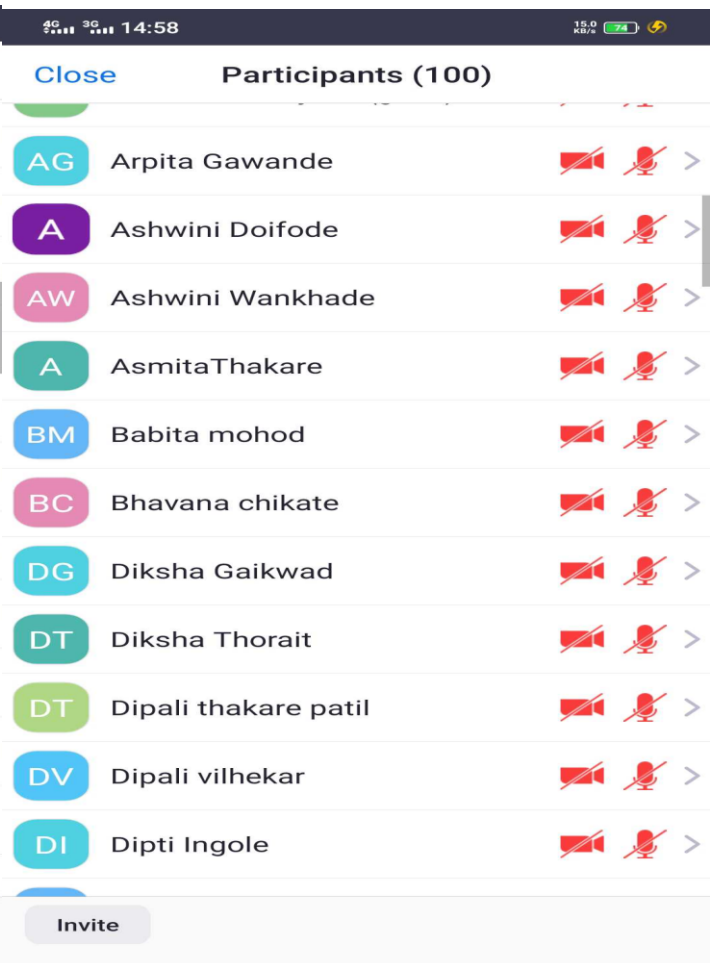 4G 3G 14:58 15.0 KB/s 74
Close Participants (100)
AG Arpita Gawande
A Ashwini Doifode
AW Ashwini Wankhade
A AsmitaThakare
BM Babita mohod
BC Bhavana chikate
DG Diksha Gaikwad
DT Diksha Thorait
DT Dipali thakare patil
DV Dipali vilhekar
DI Dipti Ingole
Invite